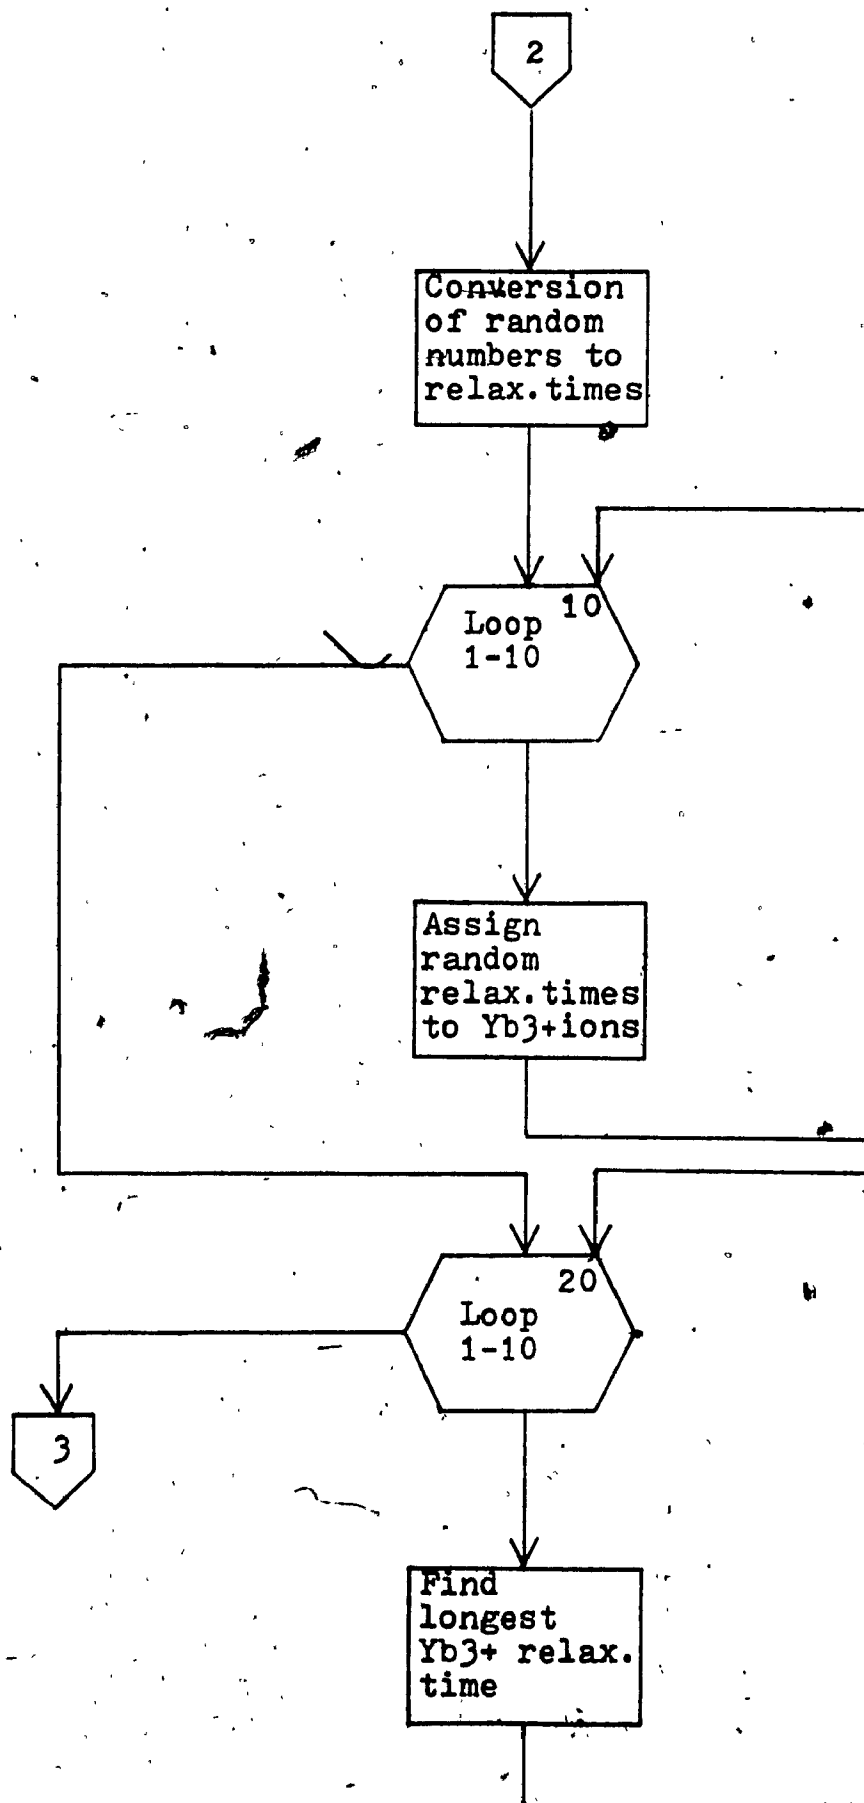 2
Conversion
of random
numbers to
relax.times
10
Loop
1-10
Assign
random
relax.times
to Yb3+ions
20
Loop
1-10
3
Find
longest
Yb3+ relax.
time